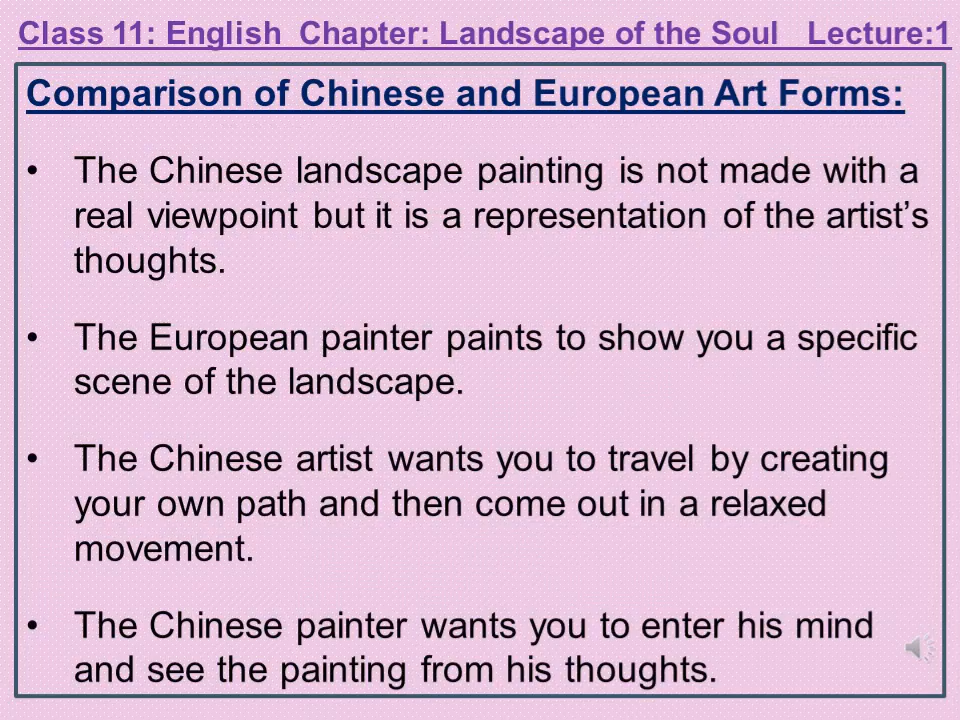 Class 11: English  Chapter: Landscape of the Soul   Lecture:1
Comparison of Chinese and European Art Forms:
• The Chinese landscape painting is not made with a
real viewpoint but it is a representation of the artist’s
thoughts.
• The European painter paints to show you a specific
scene of the landscape.
• The Chinese artist wants you to travel by creating
your own path and then come out in a relaxed
movement.
• The Chinese painter wants you to enter his mind
and see the painting from his thoughts.